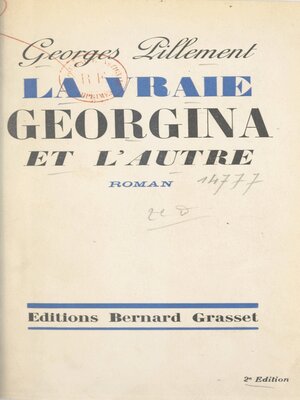 Georges Pillement
LA VRAIE
GEORGINA
ET L'AUTRE
ROMAN
14777
Editions Bernard Grasset
2e Edition